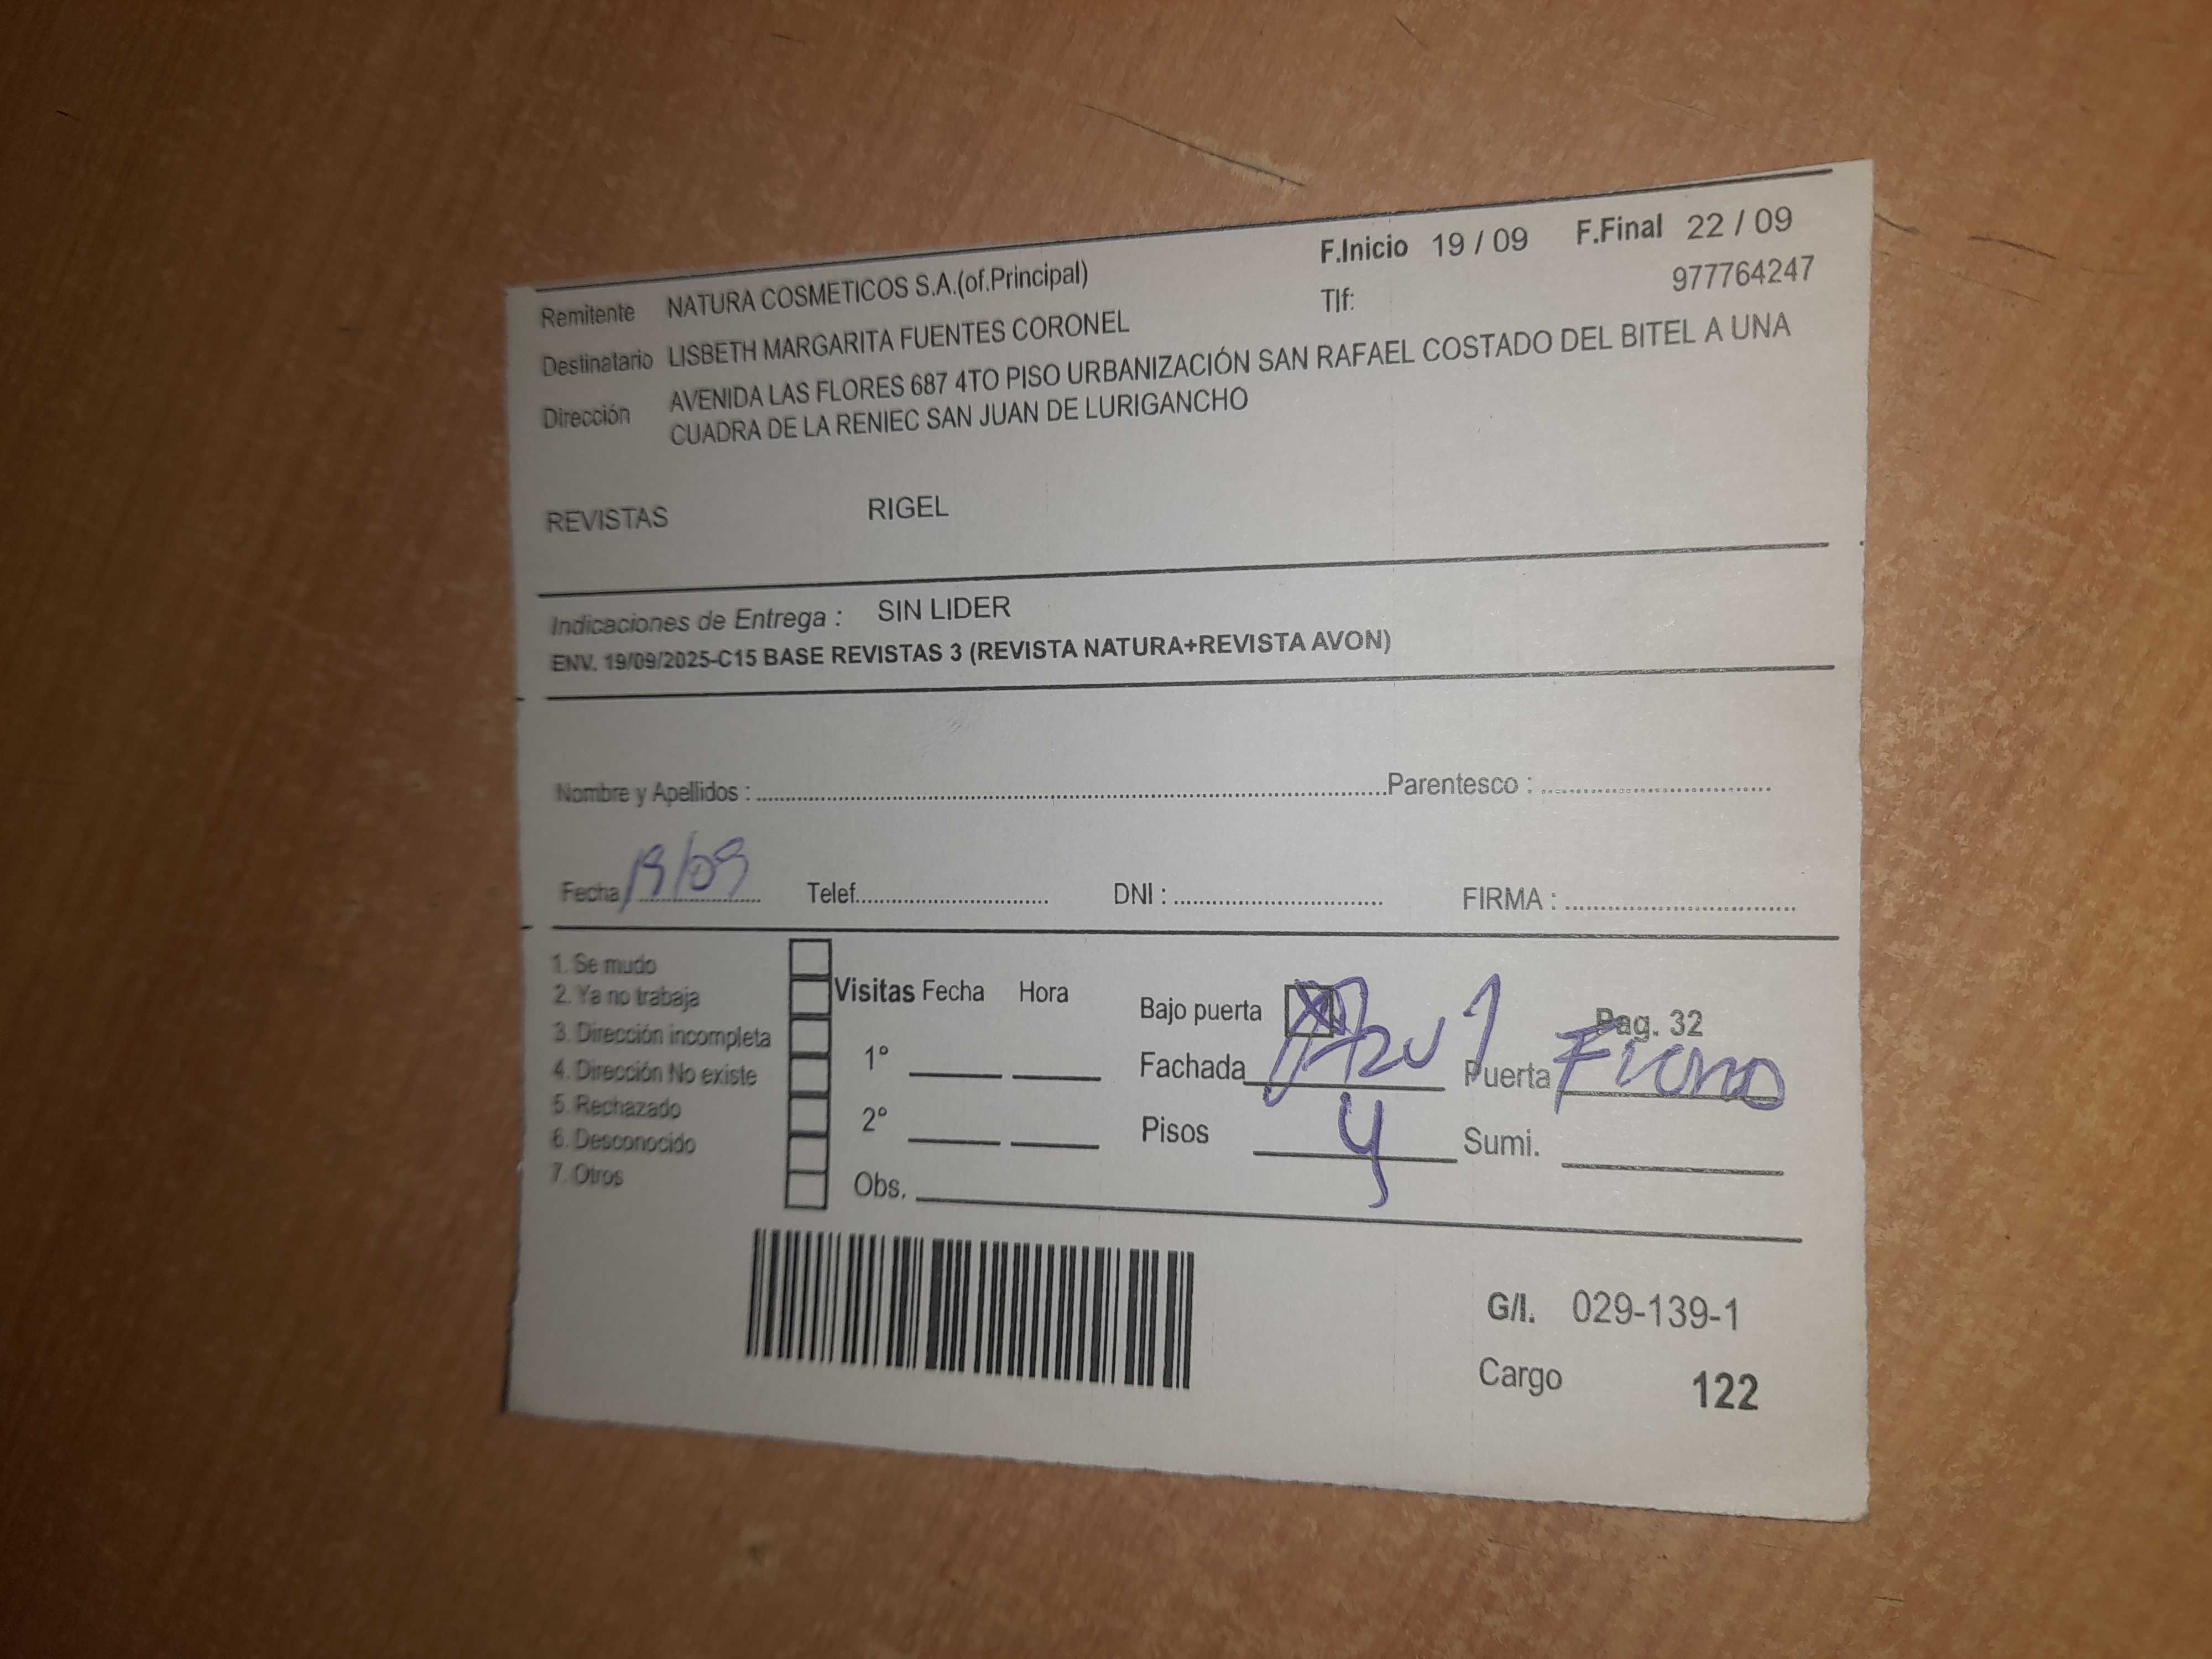 F.Inicio 19 / 09 F.Final 22 / 09
Remitente NATURA COSMETICOS S.A.(of.Principal) Tlf: 977764247
Destinatario LISBETH MARGARITA FUENTES CORONEL
Dirección AVENIDA LAS FLORES 687 4TO PISO URBANIZACIÓN SAN RAFAEL COSTADO DEL BITEL A UNA
CUADRA DE LA RENIEC SAN JUAN DE LURIGANCHO
REVISTAS RIGEL
Indicaciones de Entrega : SIN LIDER
ENV. 19/09/2025-C15 BASE REVISTAS 3 (REVISTA NATURA+REVISTA AVON)
Nombre y Apellidos : Parentesco :
Fecha 19/09 Telef. DNI : FIRMA :
1. Se mudo
2. Ya no trabaja
3. Dirección incompleta
4. Dirección No existe
5. Rechazado
6. Desconocido
7. Otros
Visitas Fecha Hora
1º
2º
Obs.
Bajo puerta X Pag. 32
Fachada Azul Puerta Fierro
Pisos 4 Sumi.
G/I. 029-139-1
Cargo 122